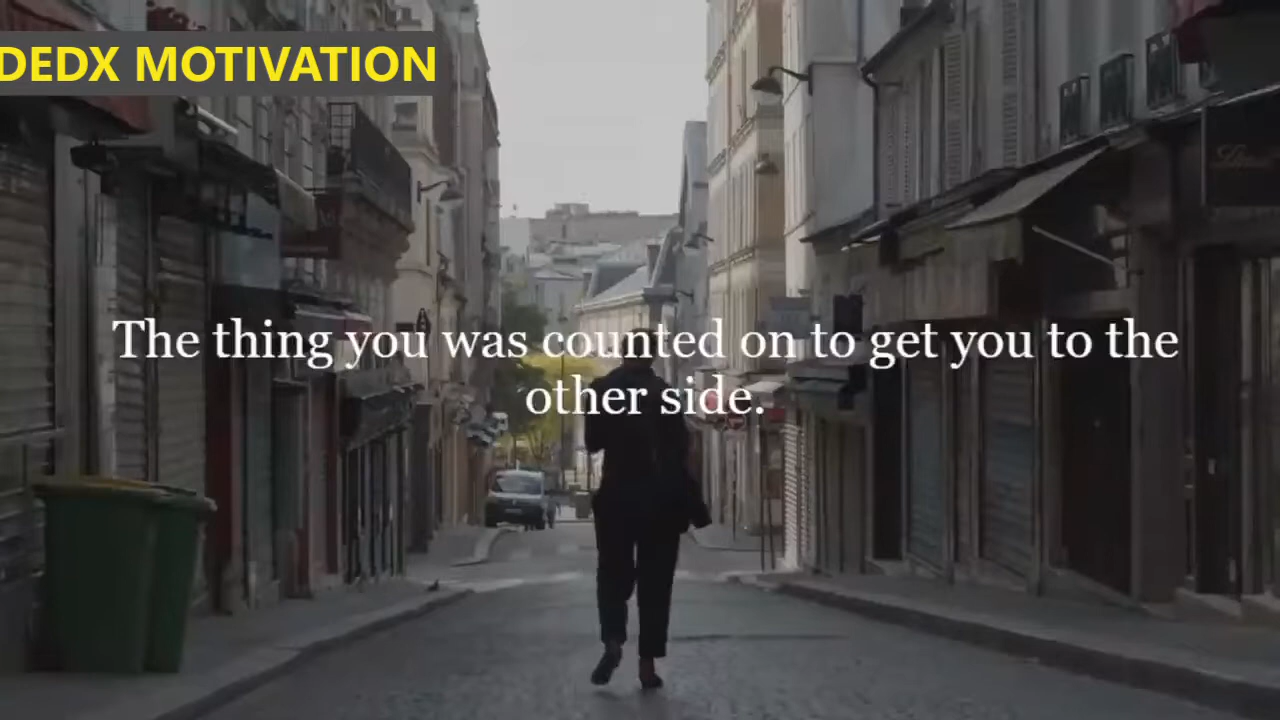 DEDX MOTIVATION
The thing you was counted on to get you to the
other side.